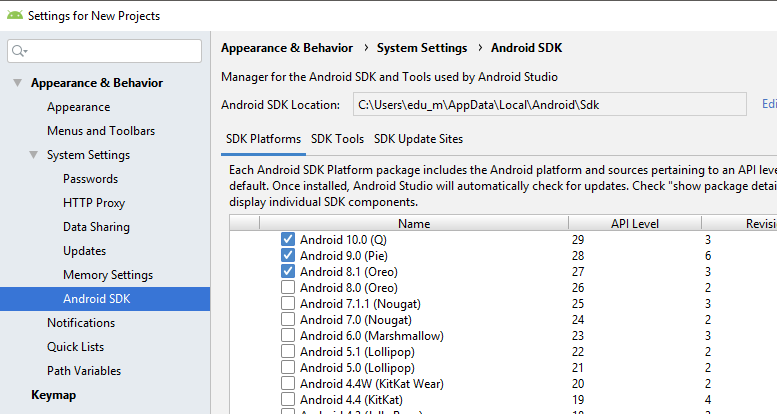 Settings for New Projects
Appearance & Behavior
Appearance
Menus and Toolbars
System Settings
Passwords
HTTP Proxy
Data Sharing
Updates
Memory Settings
Android SDK
Notifications
Quick Lists
Path Variables
Keymap
Appearance & Behavior › System Settings › Android SDK
Manager for the Android SDK and Tools used by Android Studio
Android SDK Location: C:\Users\edu_m\AppData\Local\Android\Sdk Edi
SDK Platforms SDK Tools SDK Update Sites
Each Android SDK Platform package includes the Android platform and sources pertaining to an API leve
default. Once installed, Android Studio will automatically check for updates. Check "show package detai
display individual SDK components.
Name API Level Revisi
Android 10.0 (Q) 29 3
Android 9.0 (Pie) 28 6
Android 8.1 (Oreo) 27 3
Android 8.0 (Oreo) 26 2
Android 7.1.1 (Nougat) 25 3
Android 7.0 (Nougat) 24 2
Android 6.0 (Marshmallow) 23 3
Android 5.1 (Lollipop) 22 2
Android 5.0 (Lollipop) 21 2
Android 4.4W (KitKat Wear) 20 2
Android 4.4 (KitKat) 19 4